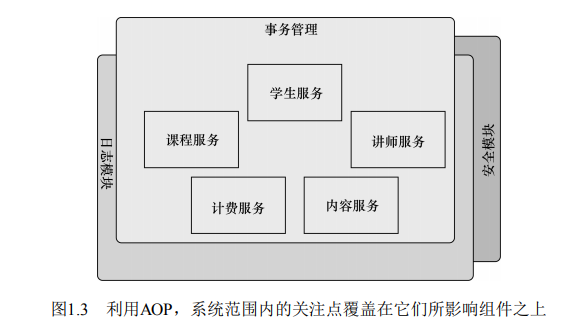 事务管理
学生服务
课程服务
讲师服务
计费服务
内容服务
日志模块
安全模块
图1.3 利用AOP，系统范围内的关注点覆盖在它们所影响组件之上